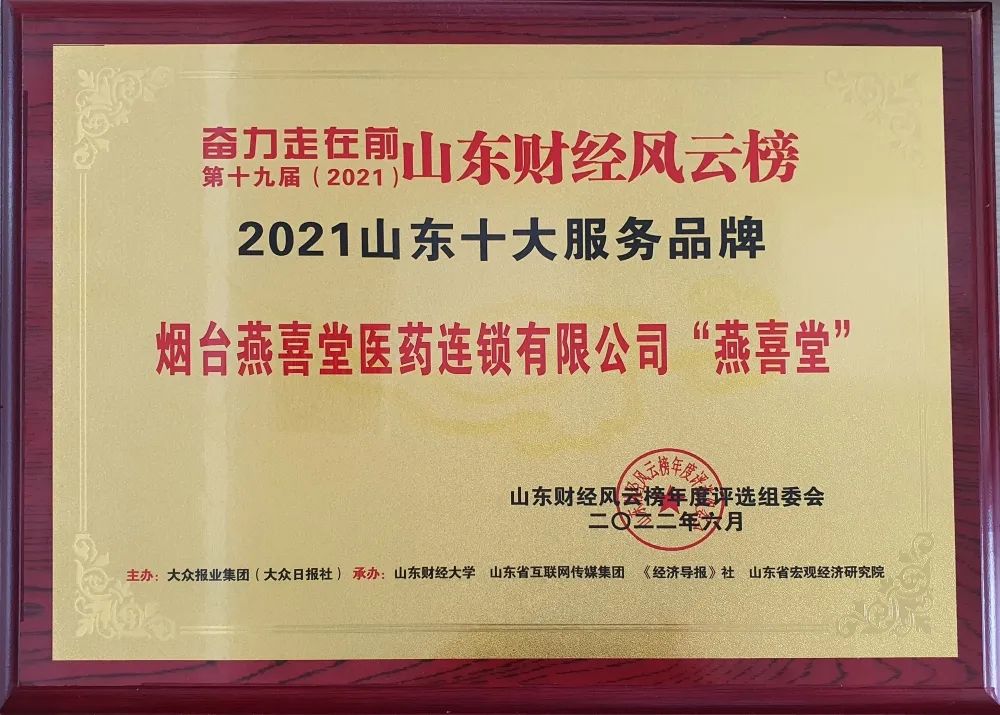 奋力走在前
第十九届（2021）
山东财经风云榜
2021山东十大服务品牌
烟台燕喜堂医药连锁有限公司“燕喜堂”
山东财经风云榜年度评选组委会
二〇二二年六月
主办：大众报业集团（大众日报社）承办：山东财经大学 山东省互联网传媒集团 《经济导报》社 山东省宏观经济研究院